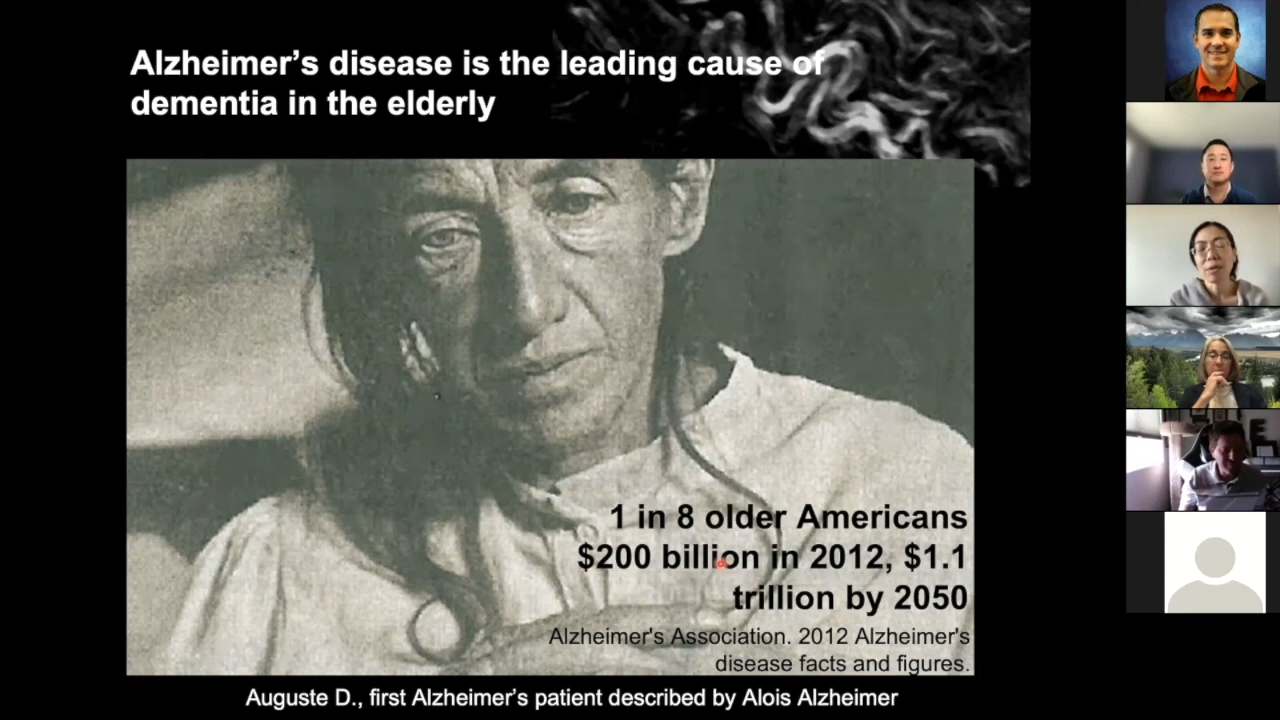 Alzheimer's disease is the leading cause of
dementia in the elderly
1 in 8 older Americans
$200 billion in 2012, $1.1
trillion by 2050
Alzheimer's Association. 2012 Alzheimer's
disease facts and figures.
Auguste D., first Alzheimer's patient described by Alois Alzheimer